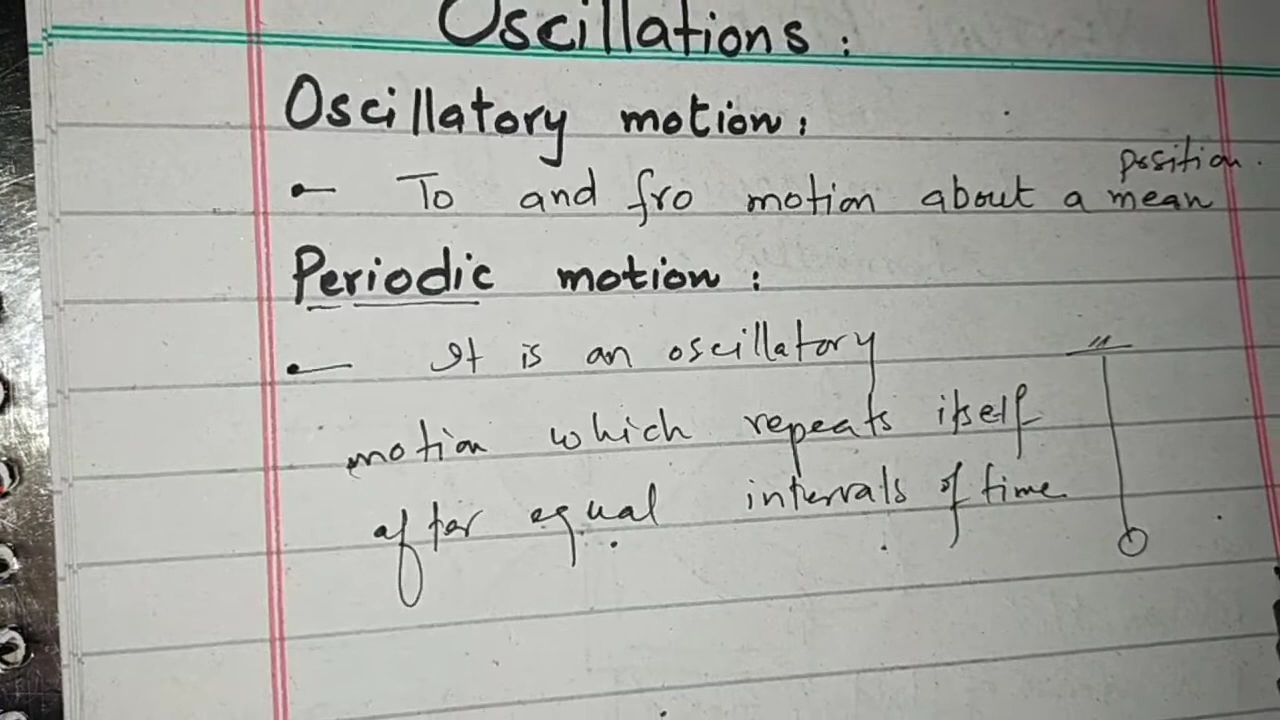 Oscillations:
Oscillatory motion:
- To and fro motion about a mean position.
Periodic motion:
- It is an oscillatory
motion which repeats itself
after equal intervals of time